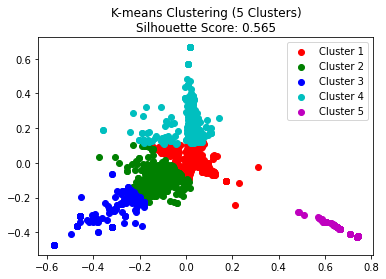 K-means Clustering (5 Clusters)
Silhouette Score: 0.565
Cluster 1
Cluster 2
Cluster 3
Cluster 4
Cluster 5
0.6
0.4
0.2
0.0
−0.2
−0.4
−0.6 −0.4 −0.2 0.0 0.2 0.4 0.6 0.8